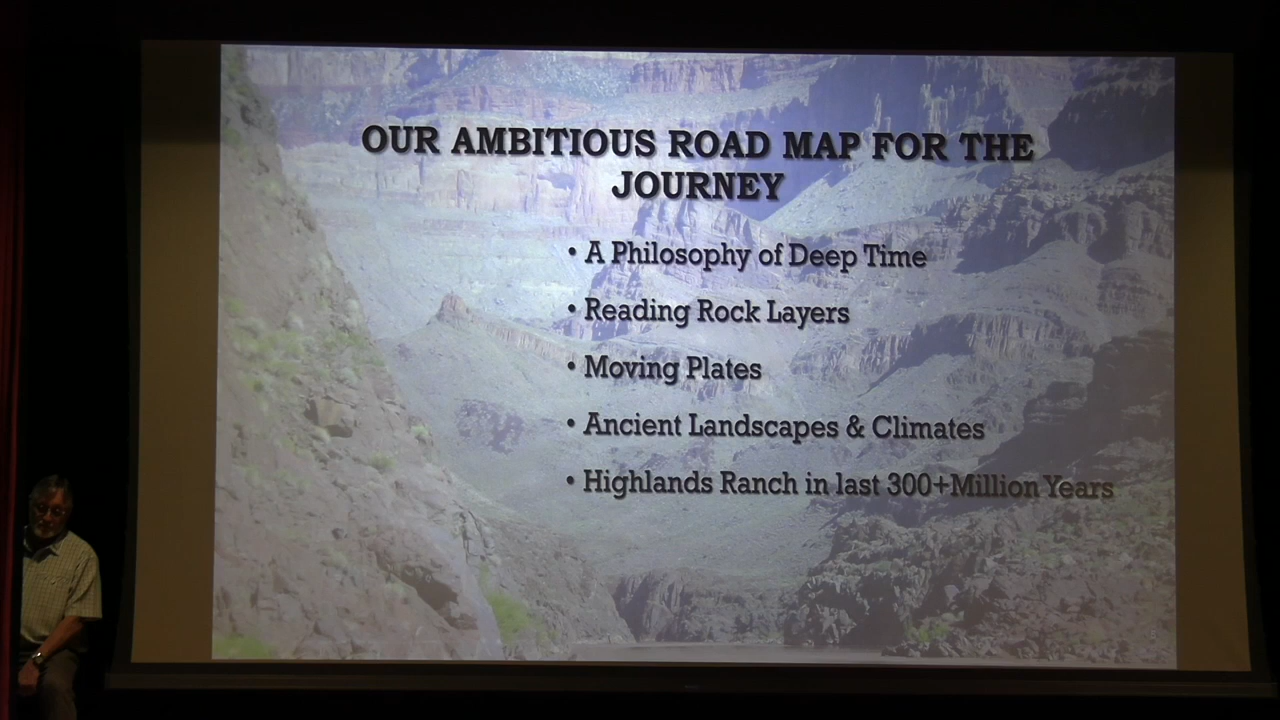 OUR AMBITIOUS ROAD MAP FOR THE
JOURNEY
• A Philosophy of Deep Time
• Reading Rock Layers
• Moving Plates
• Ancient Landscapes & Climates
• Highlands Ranch in last 300+Million Years